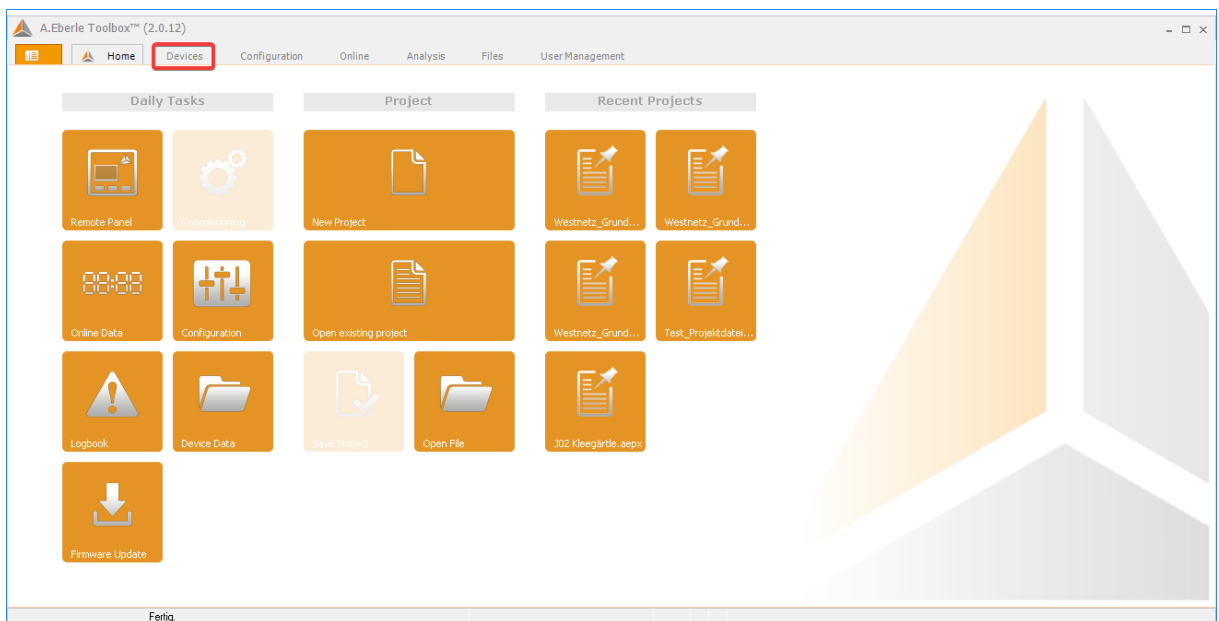 A.Eberle Toolbox™ (2.0.12)
Home Devices Configuration Online Analysis Files User Management
Daily Tasks Project Recent Projects
Remote Panel Commissioning New Project Westnetz_Grund... Westnetz_Grund...
88:88
Online Data Configuration Open existing project Westnetz_Grund... Test_Projektdatei...
Logbook Device Data Save Project Open File J02 Kleegärtle.aepx
Firmware Update
Fertig.